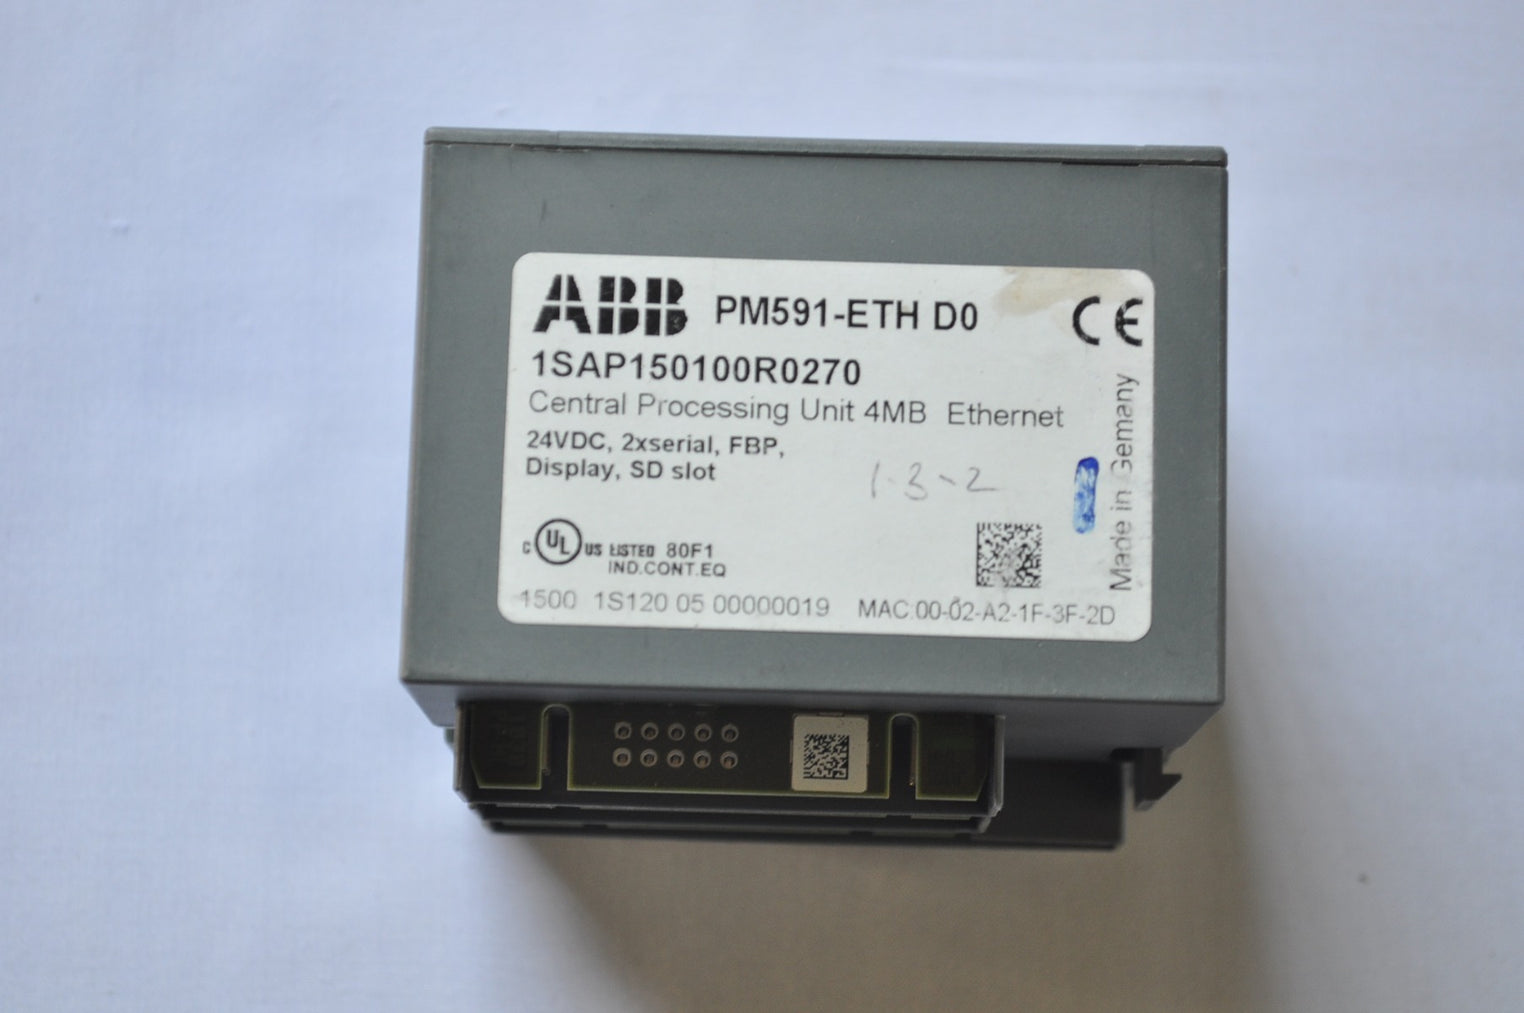 ABB PM591-ETH D0 CE
1SAP150100R0270
Central Processing Unit 4MB Ethernet
24VDC, 2xserial, FBP,
Display, SD slot
1-3-2
Made in Gemany
C UL US LISTED 80F1
IND.CONT.EQ
1500 1S120 05 00000019 MAC.00-02-A2-1F-3F-2D